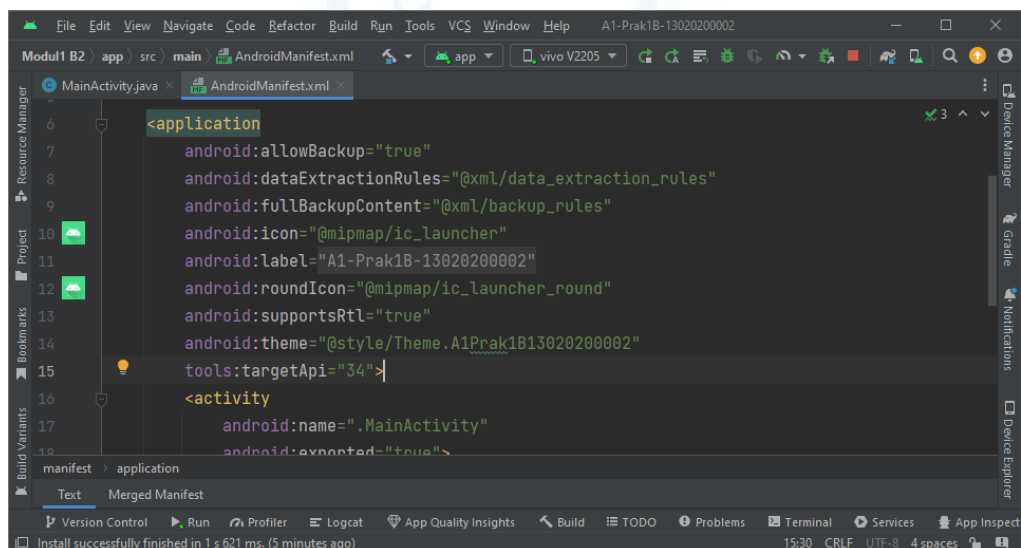 File Edit View Navigate Code Refactor Build Run Tools VCS Window Help A1-Prak1B-13020200002
Modul1 B2 app src main AndroidManifest.xml app vivo V2205
MainActivity.java AndroidManifest.xml
Resource Manager
Project
Bookmarks
Build Variants
6 <application
3
7 android:allowBackup="true"
8 android:dataExtractionRules="@xml/data_extraction_rules"
9 android:fullBackupContent="@xml/backup_rules"
10 android:icon="@mipmap/ic_launcher"
11 android:label="A1-Prak1B-13020200002"
12 android:roundIcon="@mipmap/ic_launcher_round"
13 android:supportsRtl="true"
14 android:theme="@style/Theme.A1Prak1B13020200002"
15 tools:targetApi="34">
16 <activity
17 android:name=".MainActivity"
18 android:exported="true">
Device Manager
Gradle
Notifications
Device Explorer
manifest application
Text Merged Manifest
Version Control Run Profiler Logcat App Quality Insights Build TODO Problems Terminal Services App Inspect
Install successfully finished in 1 s 621 ms. (5 minutes ago) 15:30 CRLF UTF-8 4 spaces